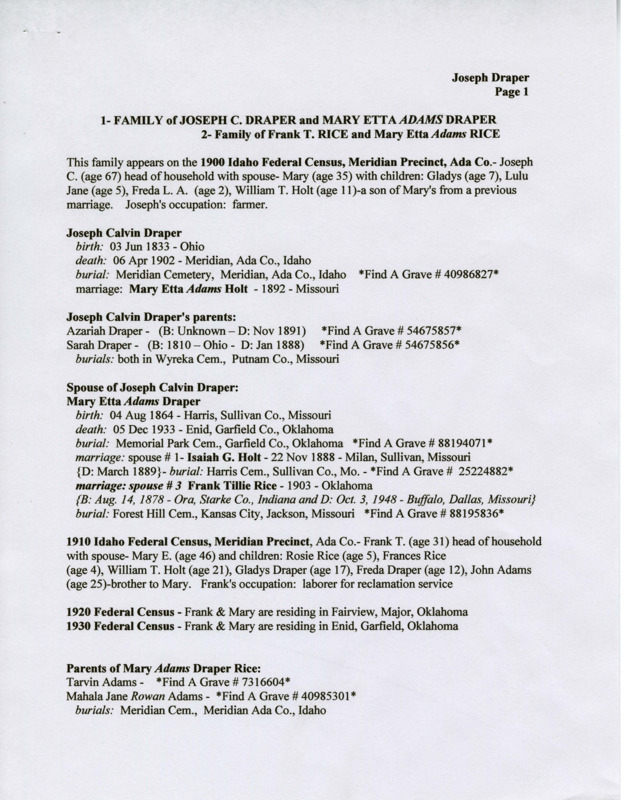 Joseph Draper
Page 1
1- FAMILY of JOSEPH C. DRAPER and MARY ETTA ADAMS DRAPER
2- Family of Frank T. RICE and Mary Etta Adams RICE
This family appears on the 1900 Idaho Federal Census, Meridian Precinct, Ada Co.- Joseph
C. (age 67) head of household with spouse- Mary (age 35) with children: Gladys (age 7), Lulu
Jane (age 5), Freda L. A. (age 2), William T. Holt (age 11)-a son of Mary's from a previous
marriage. Joseph's occupation: farmer.
Joseph Calvin Draper
birth: 03 Jun 1833 - Ohio
death: 06 Apr 1902 - Meridian, Ada Co., Idaho
burial: Meridian Cemetery, Meridian, Ada Co., Idaho *Find A Grave # 40986827*
marriage: Mary Etta Adams Holt - 1892 - Missouri
Joseph Calvin Draper's parents:
Azariah Draper - (B: Unknown – D: Nov 1891) *Find A Grave # 54675857*
Sarah Draper - (B: 1810 – Ohio - D: Jan 1888) *Find A Grave # 54675856*
burials: both in Wyreka Cem., Putnam Co., Missouri
Spouse of Joseph Calvin Draper:
Mary Etta Adams Draper
birth: 04 Aug 1864 - Harris, Sullivan Co., Missouri
death: 05 Dec 1933 - Enid, Garfield Co., Oklahoma
burial: Memorial Park Cem., Garfield Co., Oklahoma *Find A Grave # 88194071*
marriage: spouse # 1- Isaiah G. Holt - 22 Nov 1888 - Milan, Sullivan, Missouri
{D: March 1889}- burial: Harris Cem., Sullivan Co., Mo. - *Find A Grave # 25224882*
marriage: spouse # 3 Frank Tillie Rice - 1903 - Oklahoma
{B: Aug. 14, 1878 - Ora, Starke Co., Indiana and D: Oct. 3, 1948 - Buffalo, Dallas, Missouri}
burial: Forest Hill Cem., Kansas City, Jackson, Missouri *Find A Grave # 88195836*
1910 Idaho Federal Census, Meridian Precinct, Ada Co.- Frank T. (age 31) head of household
with spouse- Mary E. (age 46) and children: Rosie Rice (age 5), Frances Rice
(age 4), William T. Holt (age 21), Gladys Draper (age 17), Freda Draper (age 12), John Adams
(age 25)-brother to Mary. Frank's occupation: laborer for reclamation service
1920 Federal Census - Frank & Mary are residing in Fairview, Major, Oklahoma
1930 Federal Census - Frank & Mary are residing in Enid, Garfield, Oklahoma
Parents of Mary Adams Draper Rice:
Tarvin Adams - *Find A Grave # 7316604*
Mahala Jane Rowan Adams - *Find A Grave # 40985301*
burials: Meridian Cem., Meridian Ada Co., Idaho